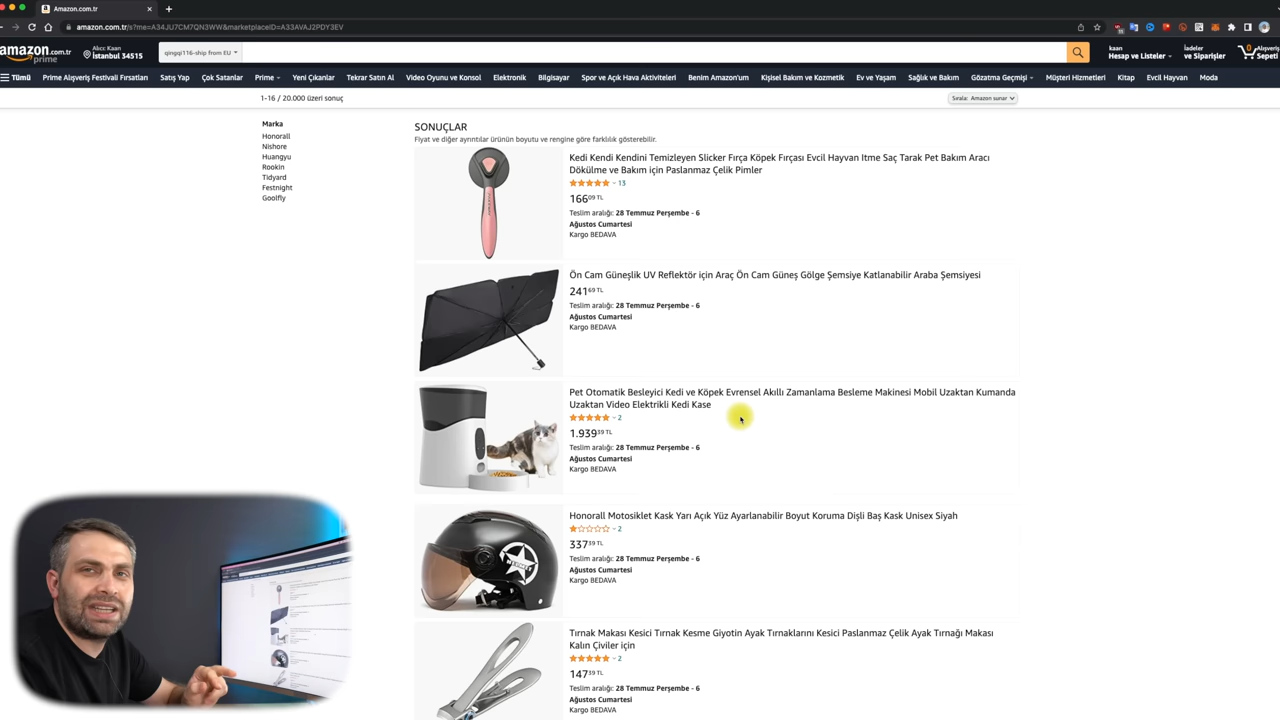 Amazon.com.tr
amazon.com.tr/s?me=A34JU7CM7QN3WW&marketplaceID=A33AVAJ2PDY3EV
amazon.com.tr
prime
Alıcı: Kaan
İstanbul 34515
qingqi116-ship from EU
kaan
Hesap ve Listeler
İadeler
ve Siparişler
0
Sepeti
Tümü Prime Alışveriş Festivali Fırsatları Satış Yap Çok Satanlar Prime Yeni Çıkanlar Tekrar Satın Al Video Oyunu ve Konsol Elektronik Bilgisayar Spor ve Açık Hava Aktiviteleri Benim Amazon'um Kişisel Bakım ve Kozmetik Ev ve Yaşam Sağlık ve Bakım Gözatma Geçmişi Müşteri Hizmetleri Kitap Evcil Hayvan Moda
1-16 / 20.000 üzeri sonuç
Sırala: Amazon sunar
Marka
Honorall
Nishore
Huangyu
Rookin
Tidyard
Festnight
Goolfly
SONUÇLAR
Fiyat ve diğer ayrıntılar ürünün boyutu ve rengine göre farklılık gösterebilir.
Kedi Kendi Kendini Temizleyen Slicker Fırça Köpek Fırçası Evcil Hayvan Itme Saç Tarak Pet Bakım Aracı
Dökülme ve Bakım için Paslanmaz Çelik Pimler
13
16609 TL
Teslim aralığı: 28 Temmuz Perşembe - 6
Ağustos Cumartesi
Kargo BEDAVA
Ön Cam Güneşlik UV Reflektör için Araç Ön Cam Güneş Gölge Şemsiye Katlanabilir Araba Şemsiyesi
24169 TL
Teslim aralığı: 28 Temmuz Perşembe - 6
Ağustos Cumartesi
Kargo BEDAVA
Pet Otomatik Besleyici Kedi ve Köpek Evrensel Akıllı Zamanlama Besleme Makinesi Mobil Uzaktan Kumanda
Uzaktan Video Elektrikli Kedi Kase
2
1.93939 TL
Teslim aralığı: 28 Temmuz Perşembe - 6
Ağustos Cumartesi
Kargo BEDAVA
Honorall Motosiklet Kask Yarı Açık Yüz Ayarlanabilir Boyut Koruma Dişli Baş Kask Unisex Siyah
2
33739 TL
Teslim aralığı: 28 Temmuz Perşembe - 6
Ağustos Cumartesi
Kargo BEDAVA
Tırnak Makası Kesici Tırnak Kesme Giyotin Ayak Tırnaklarını Kesici Paslanmaz Çelik Ayak Tırnağı Makası
Kalın Çiviler için
2
14739 TL
Teslim aralığı: 28 Temmuz Perşembe - 6
Ağustos Cumartesi
Kargo BEDAVA